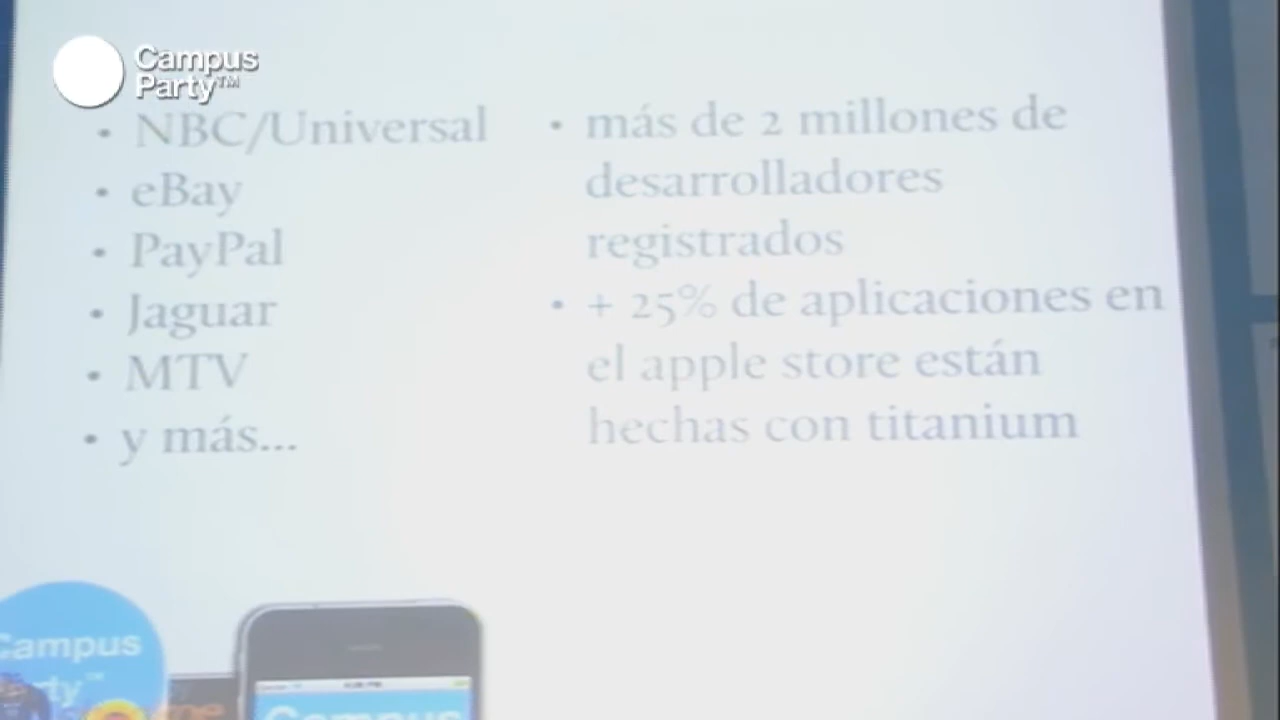 Campus
Party™
• NBC/Universal
• eBay
• PayPal
• Jaguar
• MTV
• y más...
• más de 2 millones de
desarrolladores
registrados
• + 25% de aplicaciones en
el apple store están
hechas con titanium
Campus
Campus